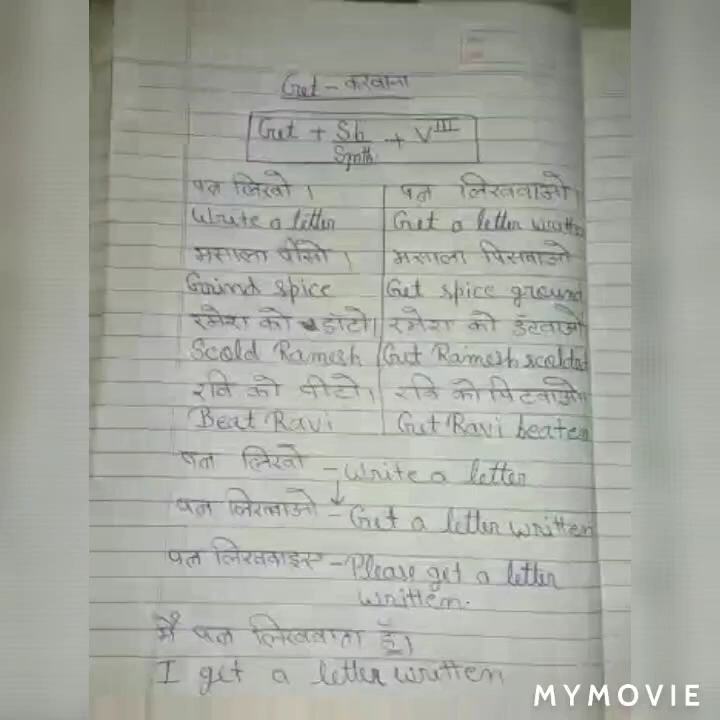 Get - करवाना
Get + Sb/Smth + V III
पत्र लिखो । पत्र लिखवाओ ।
Write a letter Get a letter written
मसाला पीसो । मसाला पिसवाओ
Grind spice Get spice ground
रमेश को डांटो । रमेश को डंटवाओ
Scold Ramesh Get Ramesh scolded
रवि को पीटो । रवि को पिटवाओ ।
Beat Ravi Get Ravi beaten
पत्र लिखो - Write a letter
पत्र लिखवाओ - Get a letter written
पत्र लिखवाइए - Please get a letter
written.
मैं पत्र लिखवाता हूँ ।
I get a letter written
MYMOVIE